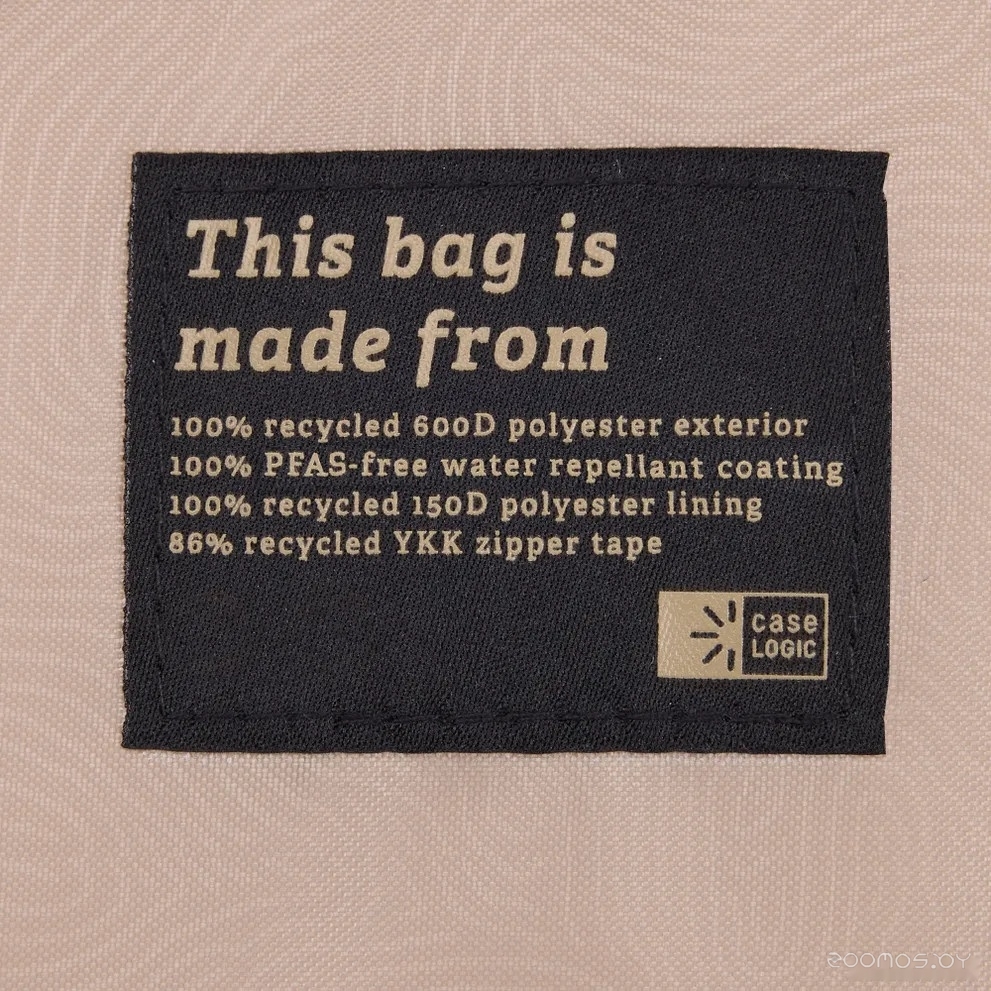 This bag is
made from
100% recycled 600D polyester exterior
100% PFAS-free water repellant coating
100% recycled 150D polyester lining
86% recycled YKK zipper tape
case
LOGIC
zoomos.by